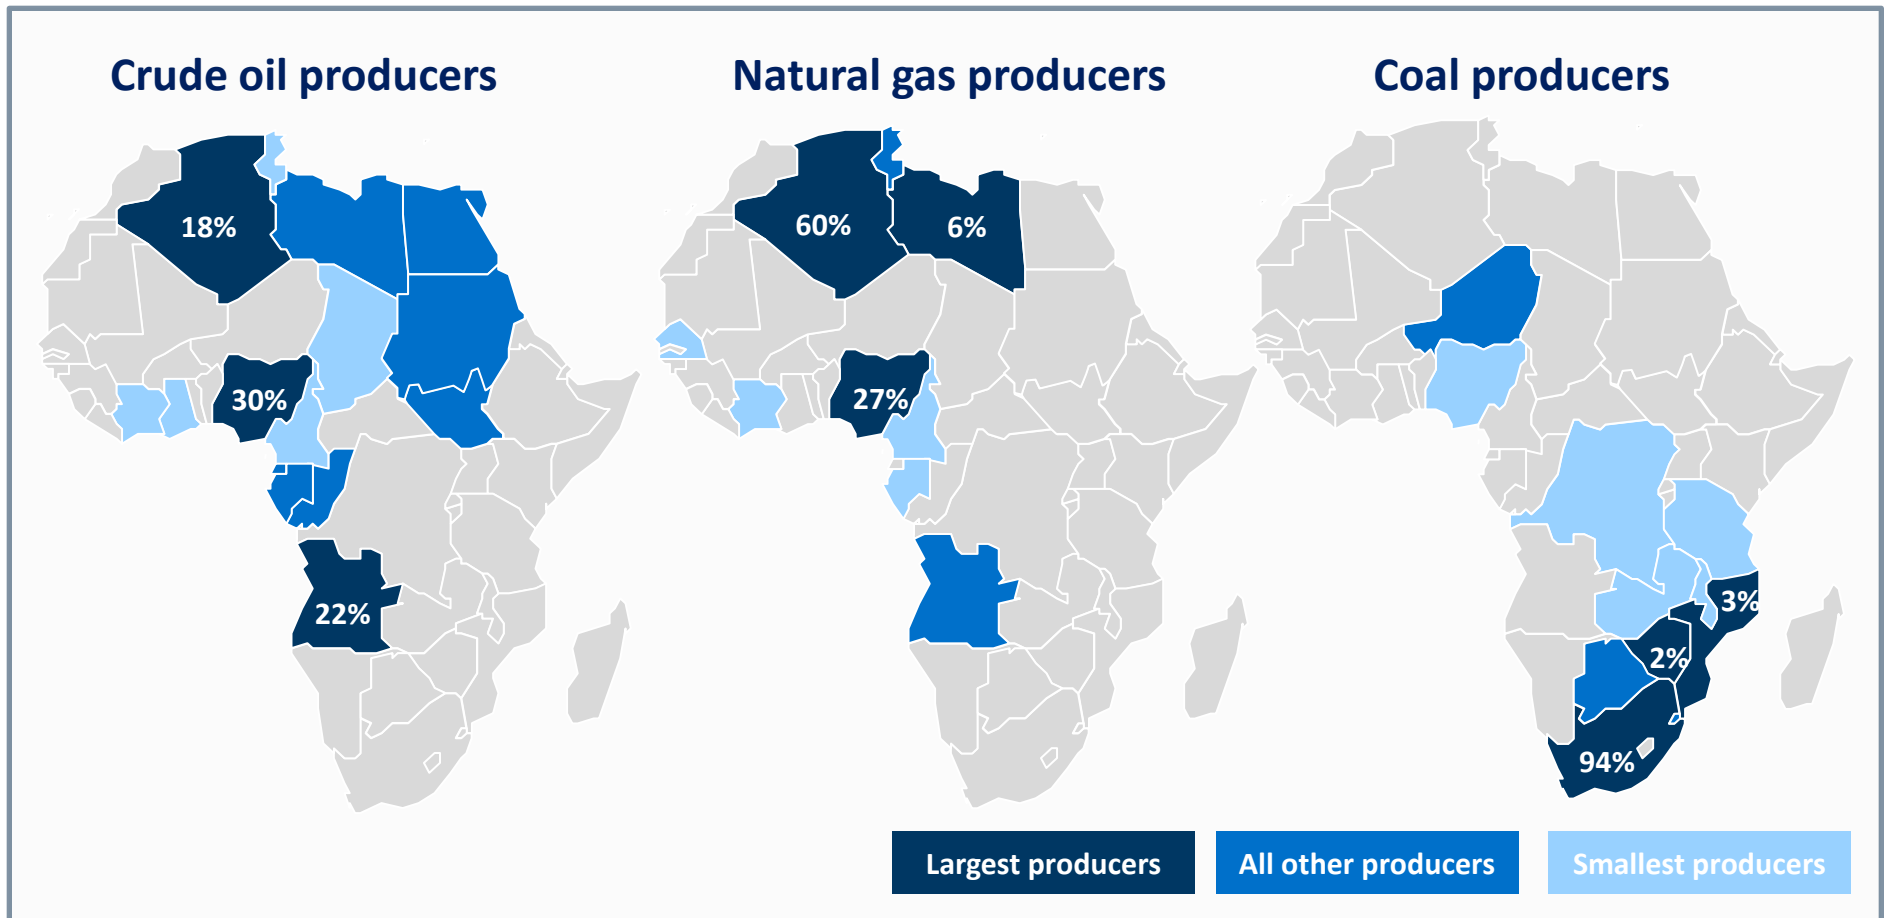 Crude oil producers
Natural gas producers
Coal producers
18%
30%
22%
60%
6%
27%
3%
2%
94%
Largest producers
All other producers
Smallest producers